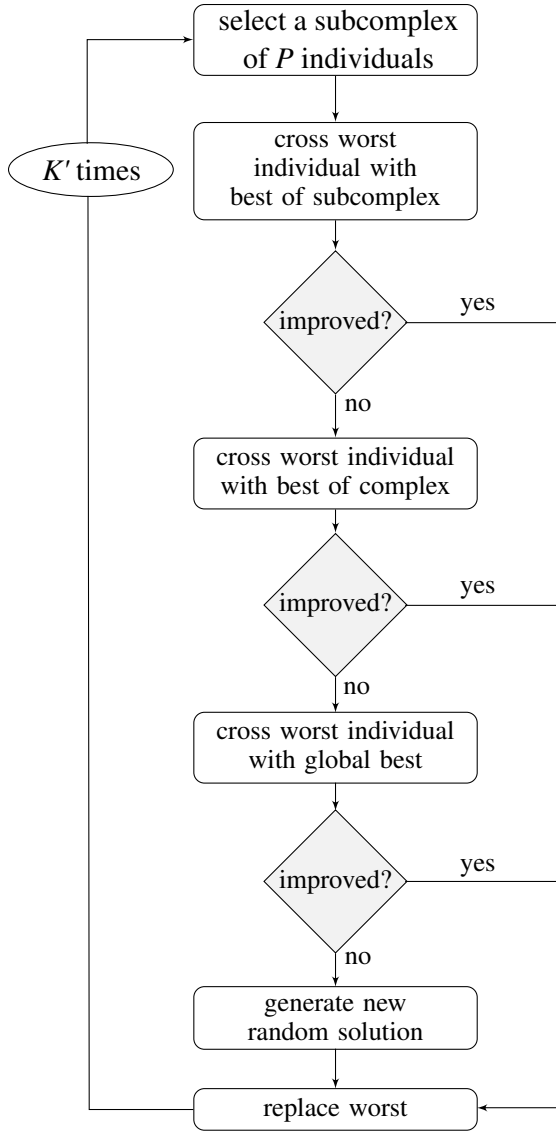 select a subcomplex
of P individuals
K' times
cross worst
individual with
best of subcomplex
improved?
yes
no
cross worst individual
with best of complex
improved?
yes
no
cross worst individual
with global best
improved?
yes
no
generate new
random solution
replace worst